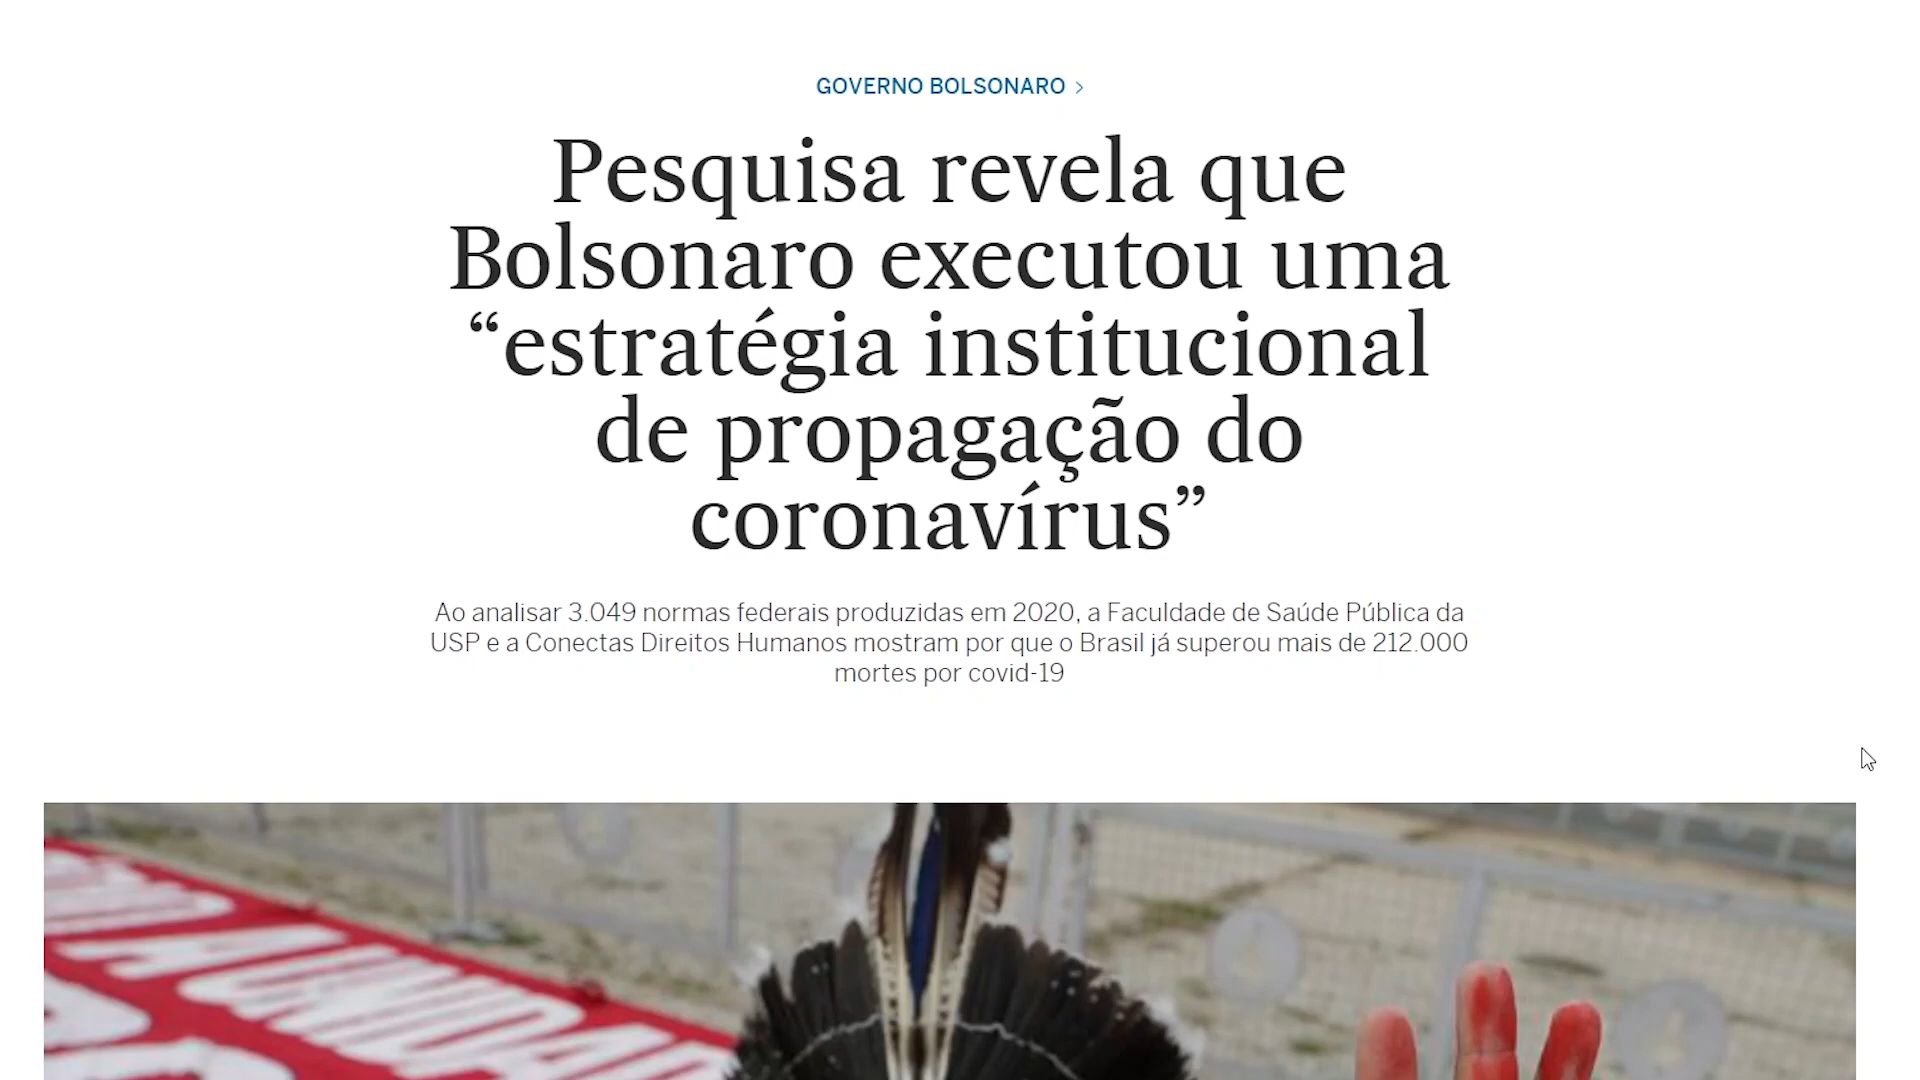 GOVERNO BOLSONARO >
Pesquisa revela que
Bolsonaro executou uma
“estratégia institucional
de propagação do
coronavírus”
Ao analisar 3.049 normas federais produzidas em 2020, a Faculdade de Saúde Pública da
USP e a Conectas Direitos Humanos mostram por que o Brasil já superou mais de 212.000
mortes por covid-19